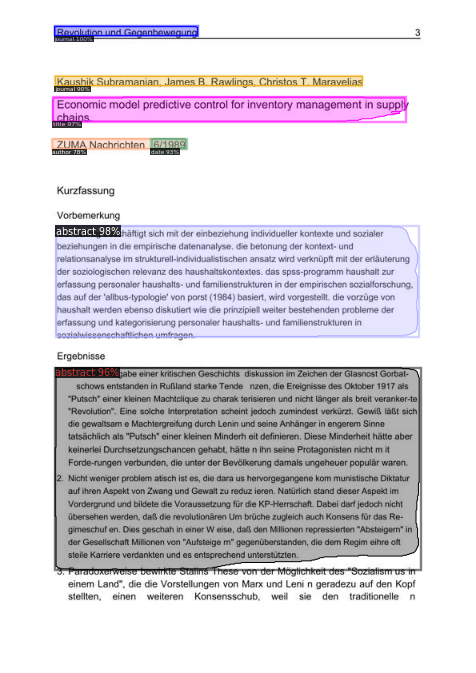 Revolution und Gegenbewegung 3
journal 100%
Kaushik Subramanian, James B. Rawlings, Christos T. Maravelias
journal 90%
Economic model predictive control for inventory management in supply
chains.
title 97%
ZUMA Nachrichten, 6/1989
author 78% date 93%
Kurzfassung
Vorbemerkung
abstract 98% häftigt sich mit der einbeziehung individueller kontexte und sozialer
beziehungen in die empirische datenanalyse. die betonung der kontext- und
relationsanalyse im strukturell-individualistischen ansatz wird verknüpft mit der erläuterung
der soziologischen relevanz des haushaltskontextes. das spss-programm haushalt zur
erfassung personaler haushalts- und familienstrukturen in der empirischen sozialforschung,
das auf der 'allbus-typologie' von porst (1984) basiert, wird vorgestellt. die vorzüge von
haushalt werden ebenso diskutiert wie die prinzipiell weiter bestehenden probleme der
erfassung und kategorisierung personaler haushalts- und familienstrukturen in
sozialwissenschaftlichen umfragen.
Ergebnisse
abstract 96% gabe einer kritischen Geschichts diskussion im Zeichen der Glasnost Gorbat-
schows entstanden in Rußland starke Tende nzen, die Ereignisse des Oktober 1917 als
"Putsch" einer kleinen Machtclique zu charak terisieren und nicht länger als breit veranker-te
"Revolution". Eine solche Interpretation scheint jedoch zumindest verkürzt. Gewiß läßt sich
die gewaltsam e Machtergreifung durch Lenin und seine Anhänger in engerem Sinne
tatsächlich als "Putsch" einer kleinen Minderh eit definieren. Diese Minderheit hätte aber
keinerlei Durchsetzungschancen gehabt, hätte n ihn seine Protagonisten nicht m it
Forde-rungen verbunden, die unter der Bevölkerung damals ungeheuer populär waren.
2. Nicht weniger problem atisch ist es, die dara us hervorgegangene kom munistische Diktatur
auf ihren Aspekt von Zwang und Gewalt zu reduz ieren. Natürlich stand dieser Aspekt im
Vordergrund und bildete die Voraussetzung für die KP-Herrschaft. Dabei darf jedoch nicht
übersehen werden, daß die revolutionären Um brüche zugleich auch Konsens für das Re-
gimeschuf en. Dies geschah in einer W eise, daß den Millionen repressierten "Absteigern" in
der Gesellschaft Millionen von "Aufsteige rn" gegenüberstanden, die dem Regim eihre oft
steile Karriere verdankten und es entsprechend unterstützten.
3. Paradoxerweise bewirkte Stalins These von der Möglichkeit des "Sozialism us in
einem Land", die die Vorstellungen von Marx und Leni n geradezu auf den Kopf
stellten, einen weiteren Konsensschub, weil sie den traditionelle n